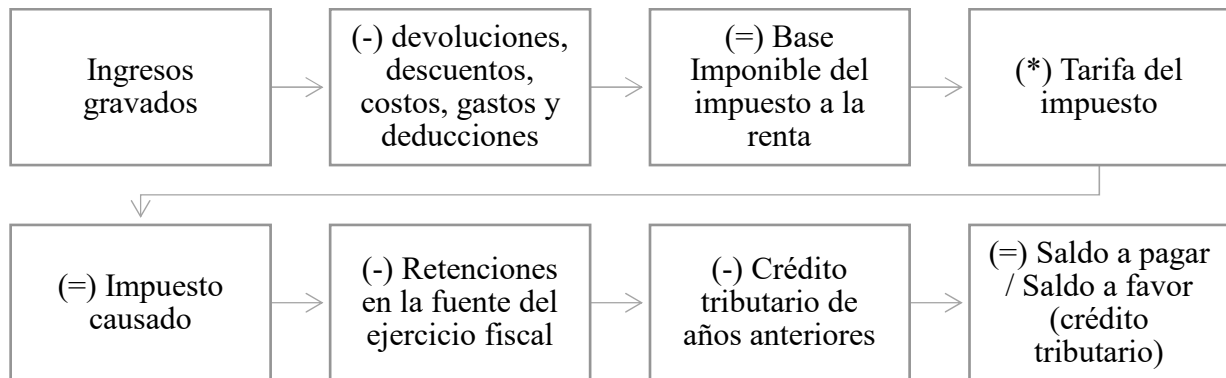 Ingresos
gravados
(-) devoluciones,
descuentos,
costos, gastos y
deducciones
(=) Base
Imponible del
impuesto a la
renta
(*) Tarifa del
impuesto
(=) Impuesto
causado
(-) Retenciones
en la fuente del
ejercicio fiscal
(-) Crédito
tributario de
años anteriores
(=) Saldo a pagar
/ Saldo a favor
(crédito
tributario)